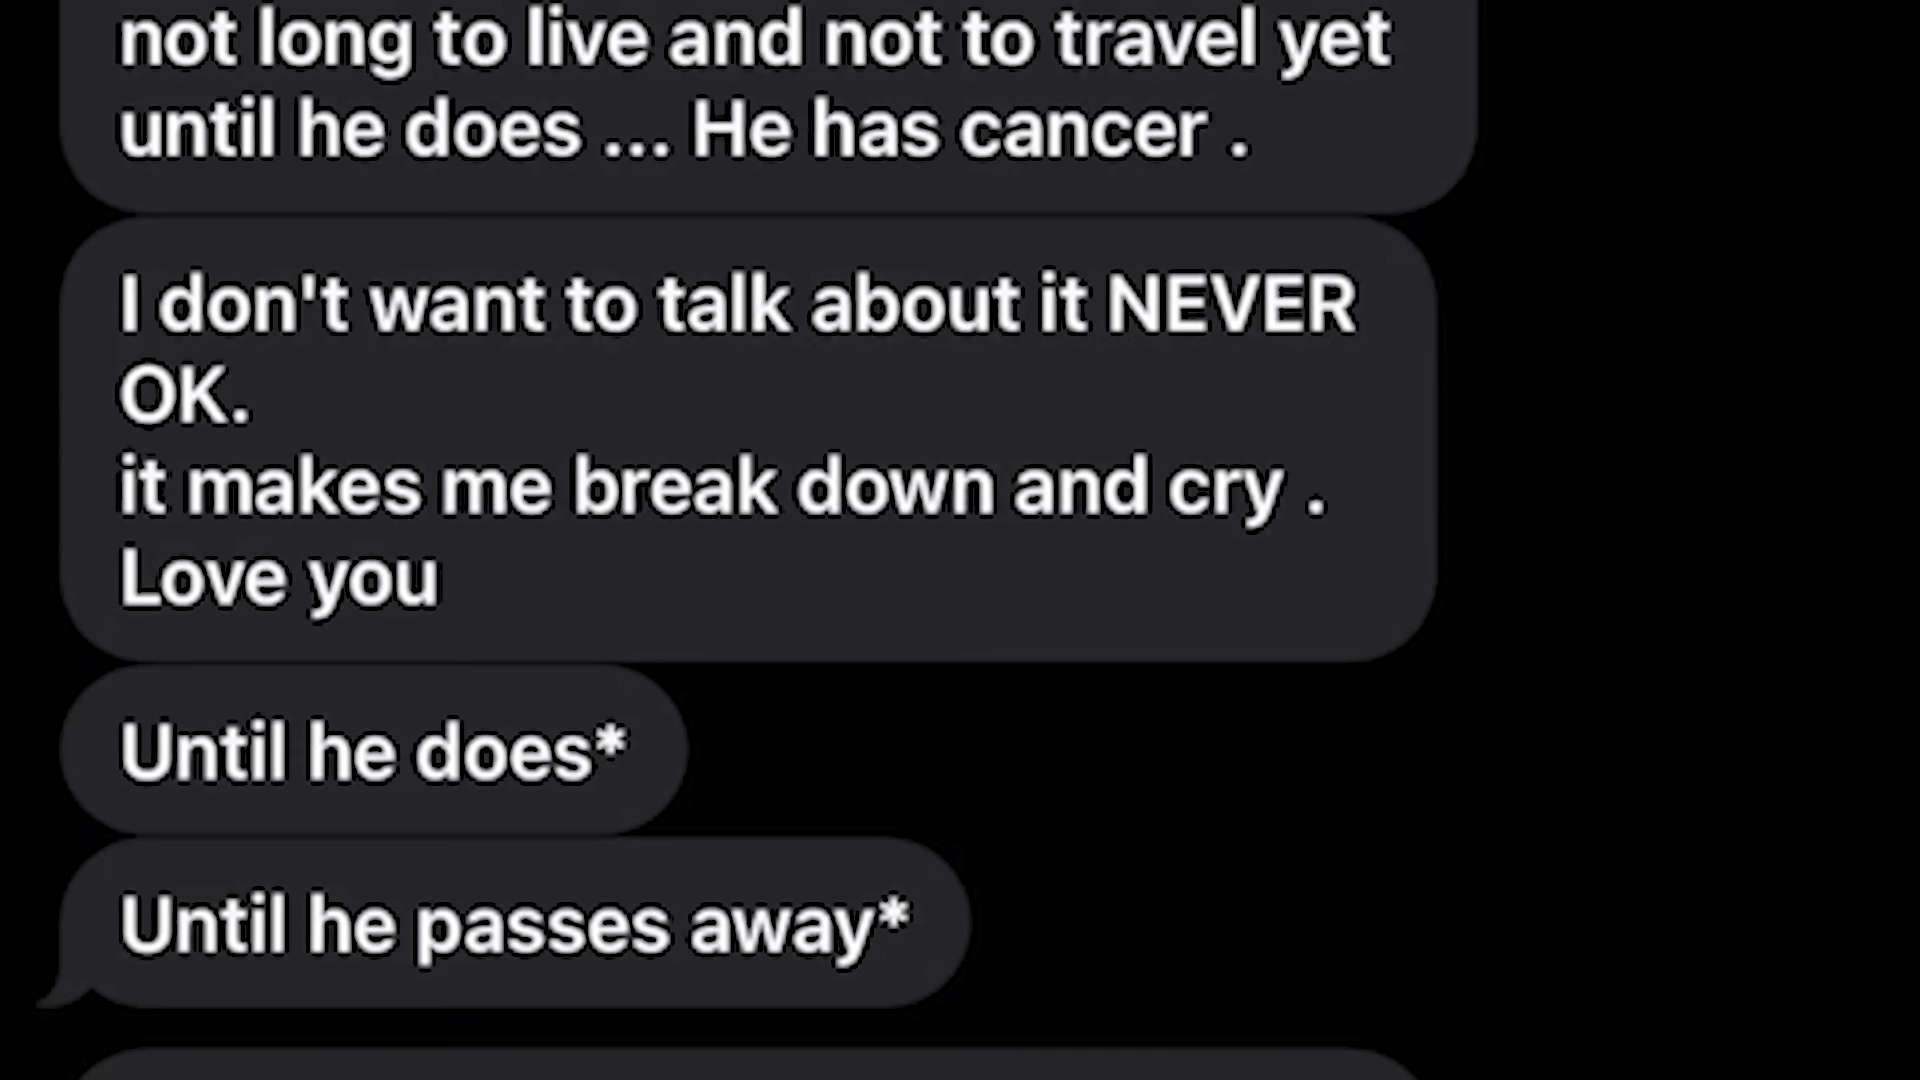 not long to live and not to travel yet
until he does ... He has cancer .
I don't want to talk about it NEVER
OK.
it makes me break down and cry .
Love you
Until he does*
Until he passes away*